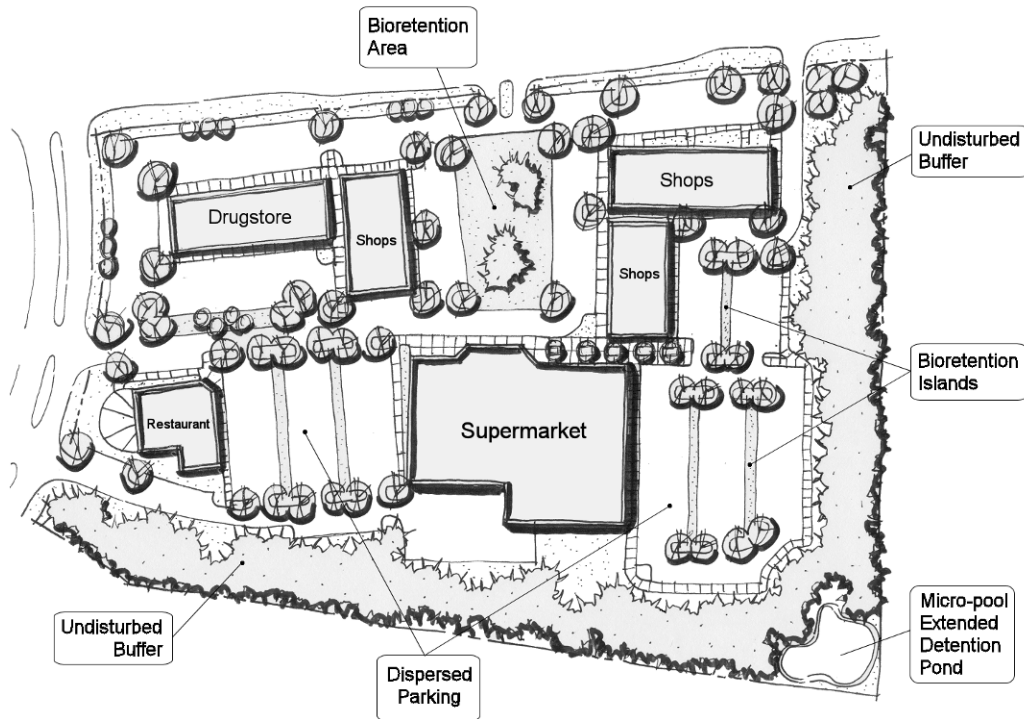 Bioretention
Area
Undisturbed
Buffer
Shops
Drugstore
Shops
Shops
Bioretention
Islands
Restaurant
Supermarket
Undisturbed
Buffer
Dispersed
Parking
Micro-pool
Extended
Detention
Pond